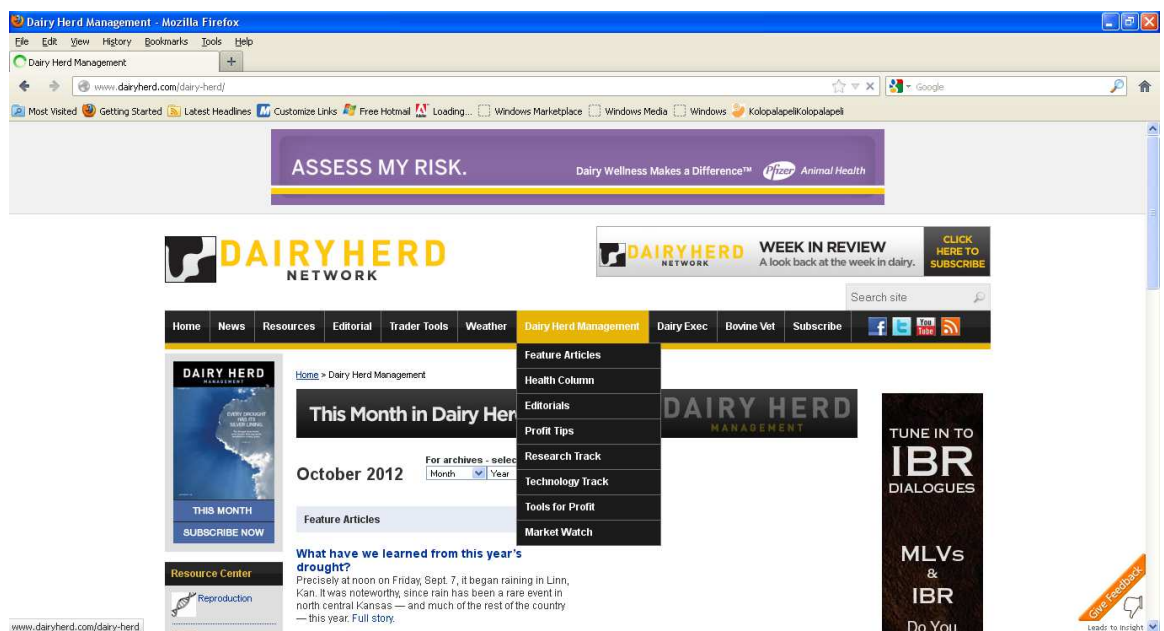 Dairy Herd Management - Mozilla Firefox
File Edit View History Bookmarks Tools Help
Dairy Herd Management
www.dairyherd.com/dairy-herd/
Google
Most Visited Getting Started Latest Headlines Customize Links Free Hotmail Loading... Windows Marketplace Windows Media Windows KolopalapeliKolopalapeli
ASSESS MY RISK. Dairy Wellness Makes a Difference™ Pfizer Animal Health
DAIRYHERD
NETWORK
DAIRYHERD
NETWORK
WEEK IN REVIEW
A look back at the week in dairy.
CLICK
HERE TO
SUBSCRIBE
Search site
Home News Resources Editorial Trader Tools Weather Dairy Herd Management Dairy Exec Bovine Vet Subscribe f You Tube
Feature Articles
Health Column
Editorials
Profit Tips
Research Track
Technology Track
Tools for Profit
Market Watch
DAIRY HERD
MANAGEMENT
EVERY DROUGHT
HAS ITS
SILVER LINING.
THIS MONTH
SUBSCRIBE NOW
Resource Center
Reproduction
Home > Dairy Herd Management
This Month in Dairy Her
DAIRY HERD
MANAGEMENT
October 2012
For archives - selec
Month Year
Feature Articles
What have we learned from this year's
drought?
Precisely at noon on Friday, Sept. 7, it began raining in Linn,
Kan. It was noteworthy, since rain has been a rare event in
north central Kansas — and much of the rest of the country
— this year. Full story.
TUNE IN TO
IBR
DIALOGUES
MLVs
&
IBR
Do You
Give Feedback
Leads to Insight
www.dairyherd.com/dairy-herd